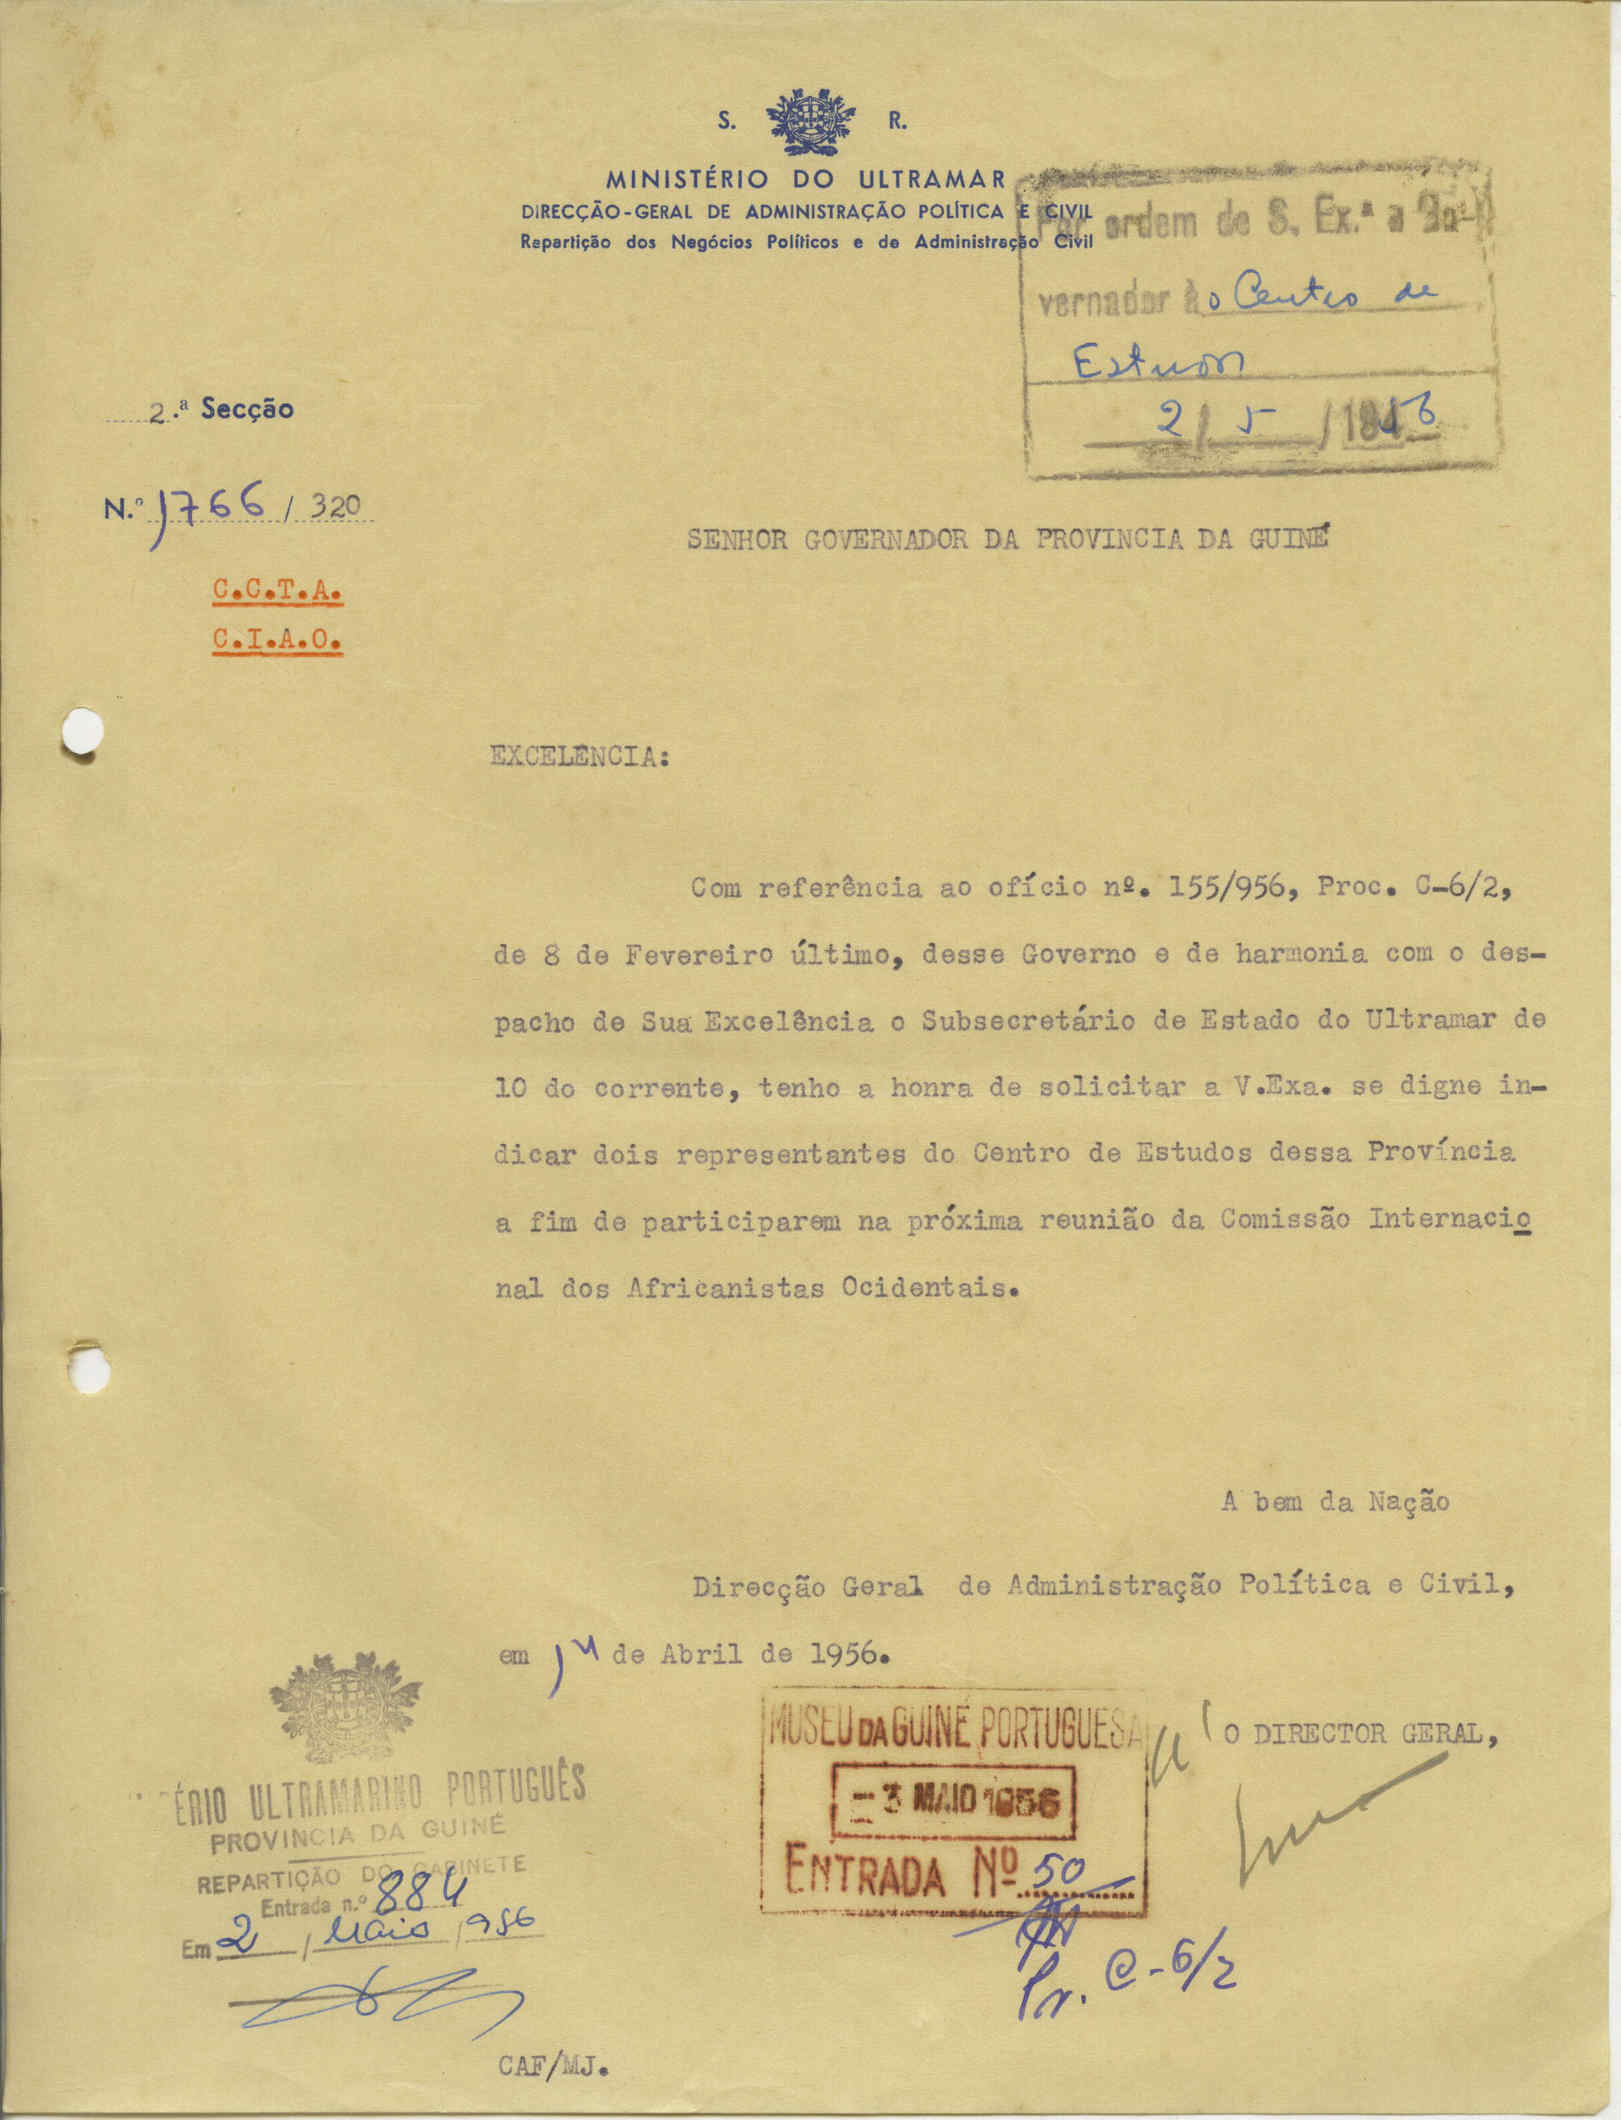 S. R.
MINISTÉRIO DO ULTRAMAR
DIRECÇÃO-GERAL DE ADMINISTRAÇÃO POLÍTICA E CIVIL
Repartição dos Negócios Políticos e de Administração Civil
Por ordem de S. Ex.ª o Go-
vernador ào Centro de
Estudos
2 / 5 / 1956
2.ª Secção
N.º 1766 / 320
SENHOR GOVERNADOR DA PROVINCIA DA GUINÉ
C.C.T.A.
C.I.A.O.
EXCELÊNCIA:
Com referência ao ofício nº. 155/956, Proc. C-6/2,
de 8 de Fevereiro último, desse Governo e de harmonia com o des-
pacho de Sua Excelência o Subsecretário de Estado do Ultramar de
10 do corrente, tenho a honra de solicitar a V.Exa. se digne in-
dicar dois representantes do Centro de Estudos dessa Província
a fim de participarem na próxima reunião da Comissão Internacio
nal dos Africanistas Ocidentais.
A bem da Nação
Direcção Geral de Administração Política e Civil,
em 14 de Abril de 1956.
O DIRECTOR GERAL,
MUSEU DA GUINÉ PORTUGUESA
-3 MAIO 1956
ENTRADA Nº 50
Pr. C-6/2
ÉRIO ULTRAMARINO PORTUGUÊS
PROVINCIA DA GUINÉ
REPARTIÇÃO DO GABINETE
Entrada n.º 884
Em 2 / Maio / 956
CAF/MJ.